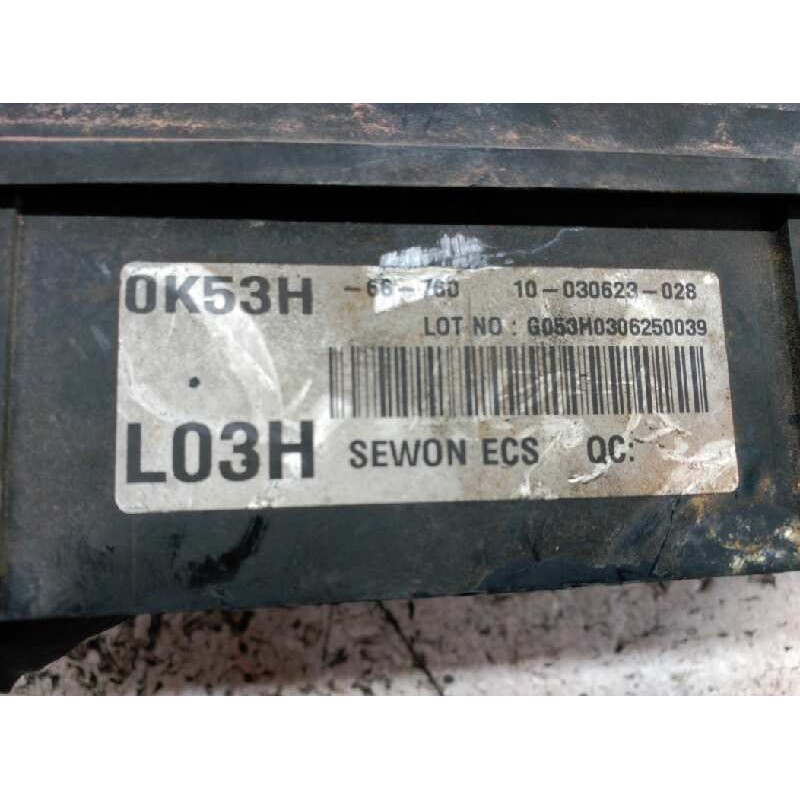 0K53H -66-760 10-030623-028
LOT NO : G053H0306250039
L03H SEWON ECS QC: